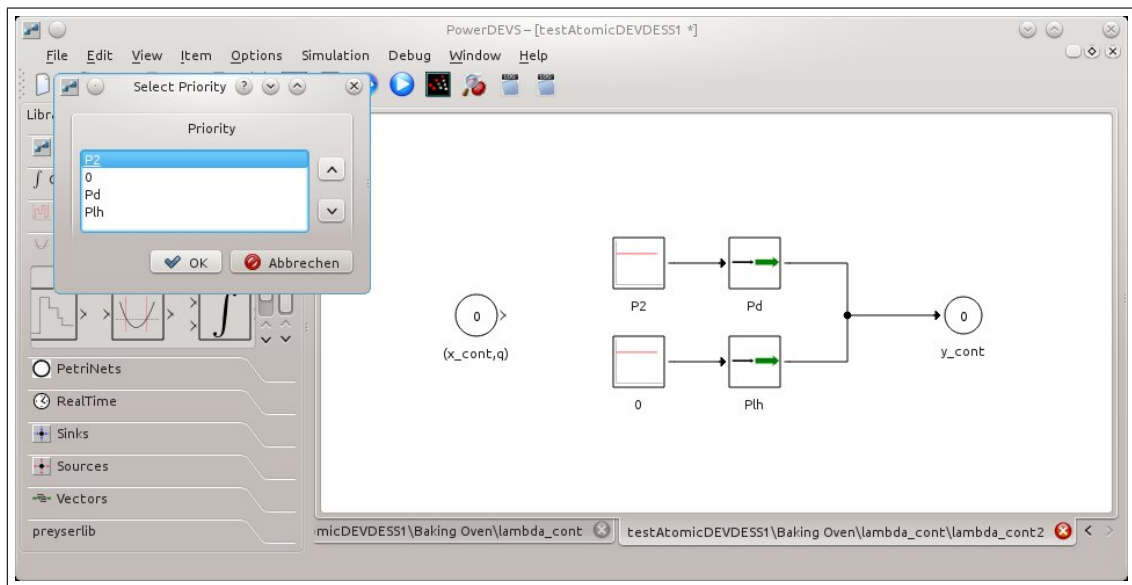 PowerDEVS – [testAtomicDEVDESS1 *]
File Edit View Item Options Simulation Debug Window Help
Select Priority
Libr
Priority
P2
0
Pd
Plh
OK Abbrechen
PetriNets
RealTime
Sinks
Sources
Vectors
preyserlib
P2 Pd
0
(x_cont,q)
0
y_cont
0 Plh
micDEVDESS1\Baking Oven\lambda_cont testAtomicDEVDESS1\Baking Oven\lambda_cont\lambda_cont2